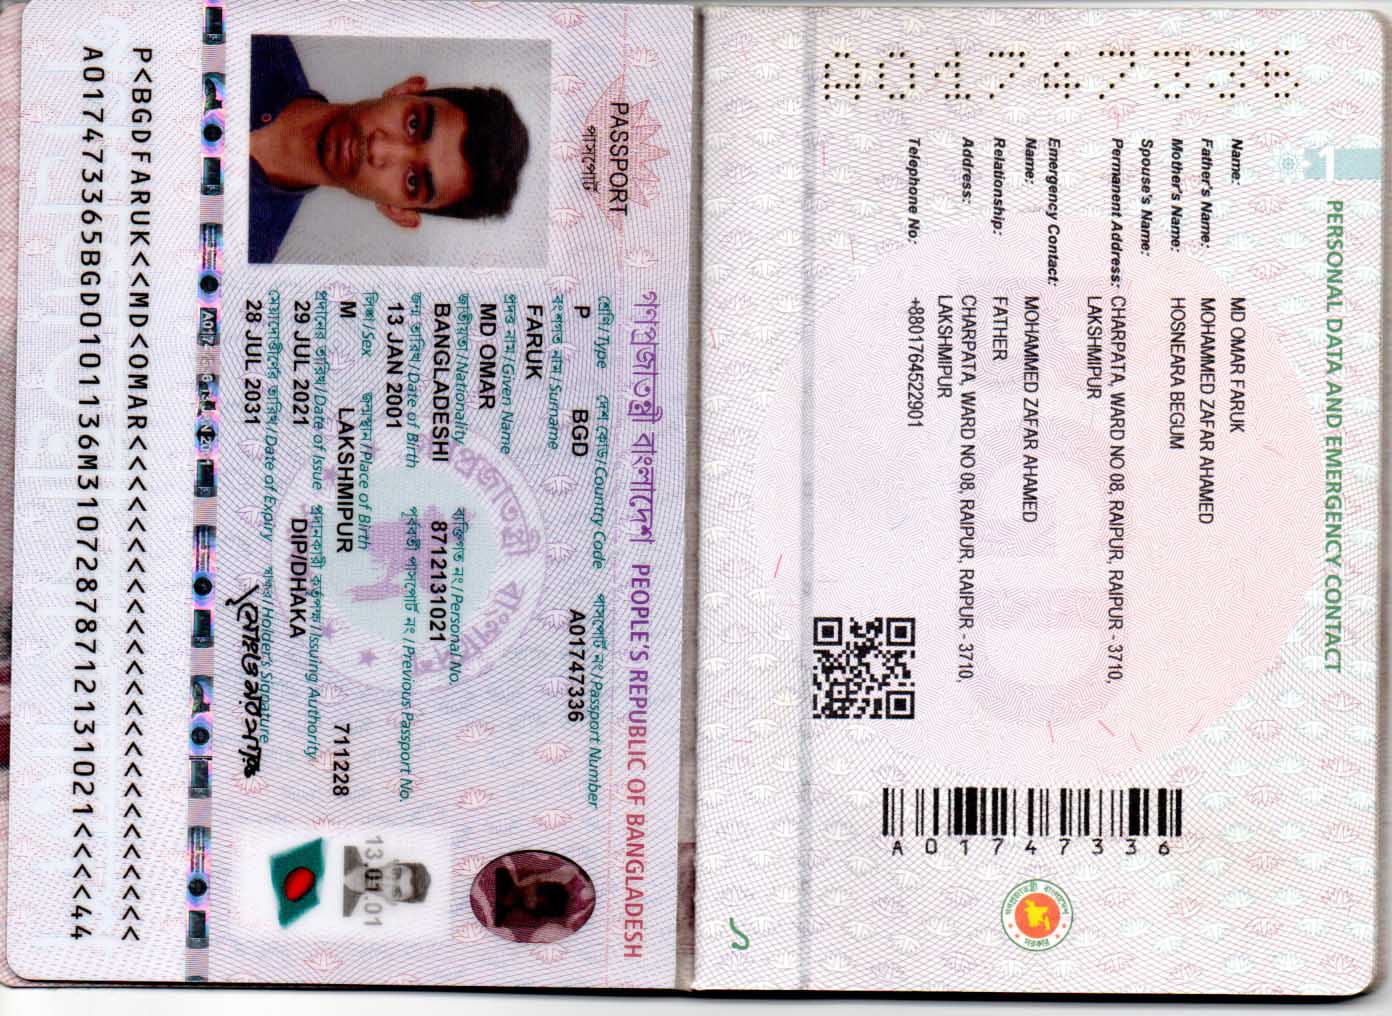 PERSONAL DATA AND EMERGENCY CONTACT
Name: MD OMAR FARUK
Father's Name: MOHAMMED ZAFAR AHAMED
Mother's Name: HOSNEARA BEGUM
Spouse's Name:
Permanent Address: CHARPATA, WARD NO 08, RAIPUR, RAIPUR - 3710,
LAKSHMIPUR
Emergency Contact:
Name: MOHAMMED ZAFAR AHAMED
Relationship: FATHER
Address: CHARPATA, WARD NO 08, RAIPUR, RAIPUR - 3710,
LAKSHMIPUR
Telephone No: +8801764522901
A01747336
A01747336
১
গণপ্রজাতন্ত্রী বাংলাদেশ PEOPLE'S REPUBLIC OF BANGLADESH
PASSPORT
পাসপোর্ট
শ্রেণি/Type দেশ কোড/Country Code পাসপোর্ট নং/Passport Number
P BGD A01747336
বংশগত নাম/Surname
FARUK
প্রদত্ত নাম/Given Name
MD OMAR
জাতীয়তা/Nationality ব্যক্তিগত নং/Personal No.
BANGLADESHI 8712131021
জন্ম তারিখ/Date of Birth পূর্ববর্তী পাসপোর্ট নং/Previous Passport No.
13 JAN 2001
13.01.01
লিঙ্গ/Sex জন্মস্থান/Place of Birth
M LAKSHMIPUR 711228
প্রদানের তারিখ/Date of Issue প্রদানকারী কর্তৃপক্ষ/Issuing Authority
29 JUL 2021 DIP/DHAKA
মেয়াদোত্তীর্ণের তারিখ/Date of Expiry স্বাক্ষর/Holder's Signature
28 JUL 2031
P<BGDFARUK<<MD<OMAR<<<<<<<<<<<<<<<<<<<<<<<<<
A017473365BGD0101136M31072878712131021<<<<44